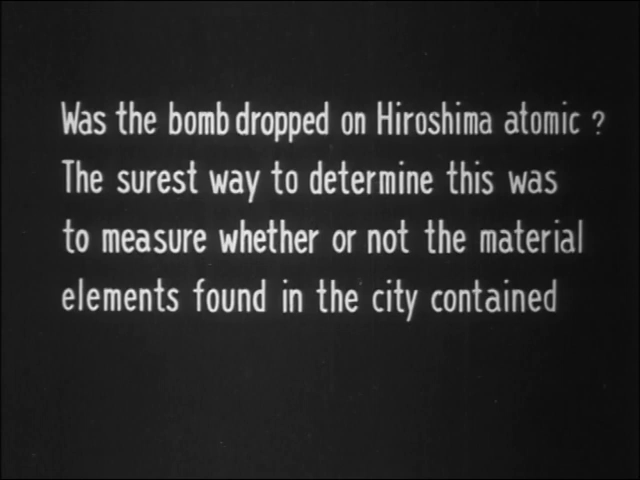 Was the bomb dropped on Hiroshima atomic ?
The surest way to determine this was
to measure whether or not the material
elements found in the city contained